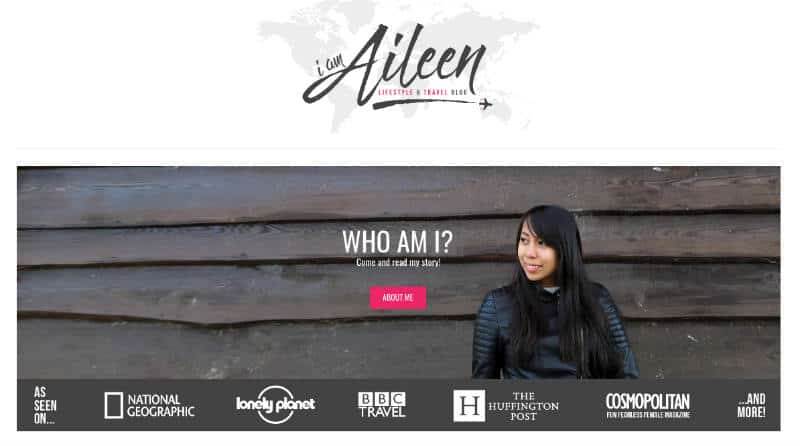 i am Aileen
LIFESTYLE & TRAVEL BLOG
WHO AM I?
Come and read my story!
ABOUT ME
AS
SEEN
ON...
NATIONAL
GEOGRAPHIC
lonely planet
BBC
TRAVEL
H
THE
HUFFINGTON
POST
COSMOPOLITAN
FUN FEARLESS FEMALE MAGAZINE
...AND
MORE!